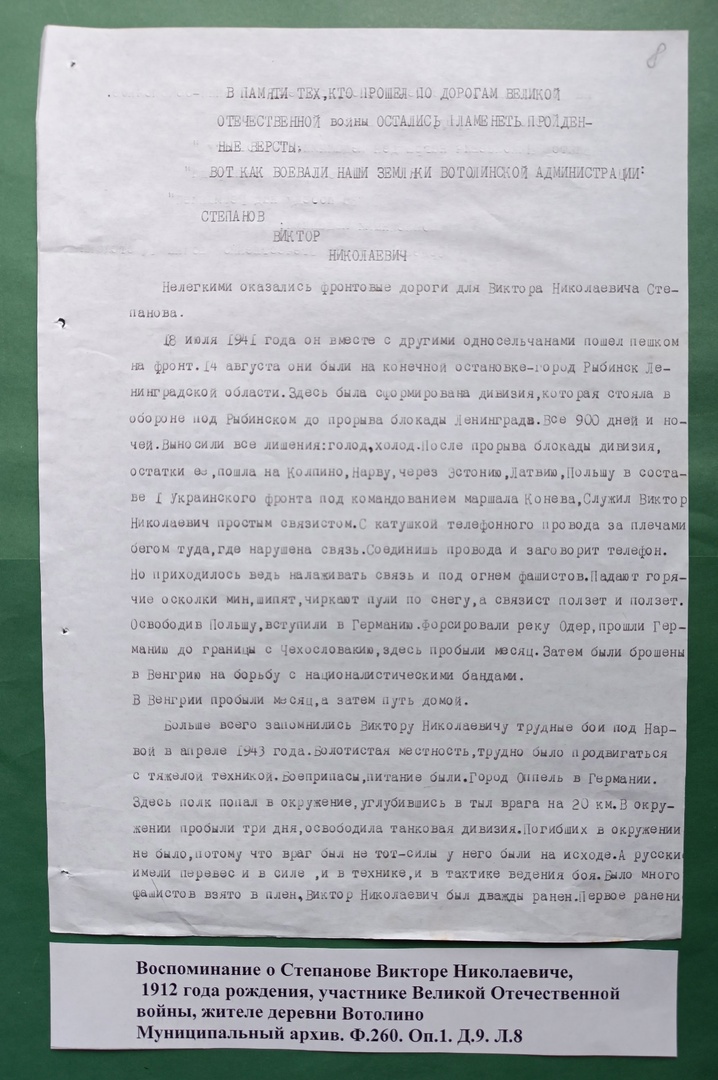 8
В ПАМЯТИ ТЕХ,КТО ПРОШЕЛ ПО ДОРОГАМ ВЕЛИКОЙ
ОТЕЧЕСТВЕННОЙ войны ОСТАЛИСЬ ПЛАМЕНЕТЬ ПРОЙДЕН-
НЫЕ ВЕРСТЫ;
ВОТ КАК ВОЕВАЛИ НАШИ ЗЕМЛЯКИ ВОТОЛИНСКОЙ АДМИНИСТРАЦИИ:
СТЕПАНОВ
ВИКТОР
НИКОЛАЕВИЧ
Нелегкими оказались фронтовые дороги для Виктора Николаевича Сте-
панова.
18 июля 1941 года он вместе с другими односельчанами пошел пешком
на фронт.14 августа они были на конечной остановке-город Рыбинск Ле-
нинградской области.Здесь была сформирована дивизия,которая стояла в
обороне под Рыбинском до прорыва блокады Ленинграда.Все 900 дней и но-
чей.Выносили все лишения:голод,холод.После прорыва блокады дивизия,
остатки ее,пошла на Колпино,Нарву,через Эстонию,Латвию,Польшу в соста-
ве I Украинского фронта под командованием маршала Конева,Служил Виктор
Николаевич простым связистом.С катушкой телефонного провода за плечами
бегом туда,где нарушена связь.Соединишь провода и заговорит телефон.
Но приходилось ведь налаживать связь и под огнем фашистов.Падают горя-
чие осколки мин,шипят,чиркают пули по снегу,а связист ползет и ползет.
Освободив Польшу,вступили в Германию.Форсировали реку Одер,прошли Гер-
манию до границы с Чехословакию,здесь пробыли месяц.Затем были брошены
в Венгрию на борьбу с националистическими бандами.
В Венгрии пробыли месяц,а затем путь домой.
Больше всего запомнились Виктору Николаевичу трудные бои под Нар-
вой в апреле 1943 года.Болотистая местность,трудно было продвигаться
с тяжелой техникой.Боеприпасы,питание были.Город Оппель в Германии.
Здесь полк попал в окружение,углубившись в тыл врага на 20 км.В окру-
жении пробыли три дня,освободила танковая дивизия.Погибших в окружении
не было,потому что враг был не тот-силы у него были на исходе.А русски
имели перевес и в силе ,и в технике,и в тактике ведения боя.Было много
фашистов взято в плен,Виктор Николаевич был дважды ранен.Первое ранени
Воспоминание о Степанове Викторе Николаевиче,
1912 года рождения, участнике Великой Отечественной
войны, жителе деревни Вотолино
Муниципальный архив. Ф.260. Оп.1. Д.9. Л.8